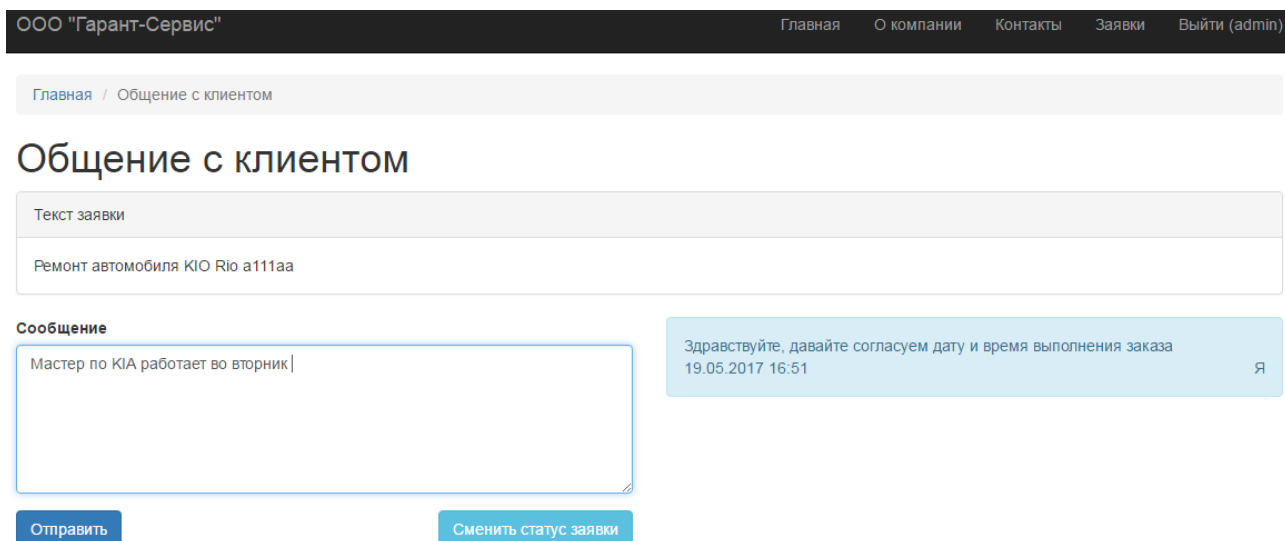 ООО "Гарант-Сервис"
Главная О компании Контакты Заявки Выйти (admin)
Главная / Общение с клиентом
Общение с клиентом
Текст заявки
Ремонт автомобиля KIO Rio а111аа
Сообщение
Мастер по KIA работает во вторник
Здравствуйте, давайте согласуем дату и время выполнения заказа
19.05.2017 16:51 Я
Отправить Сменить статус заявки